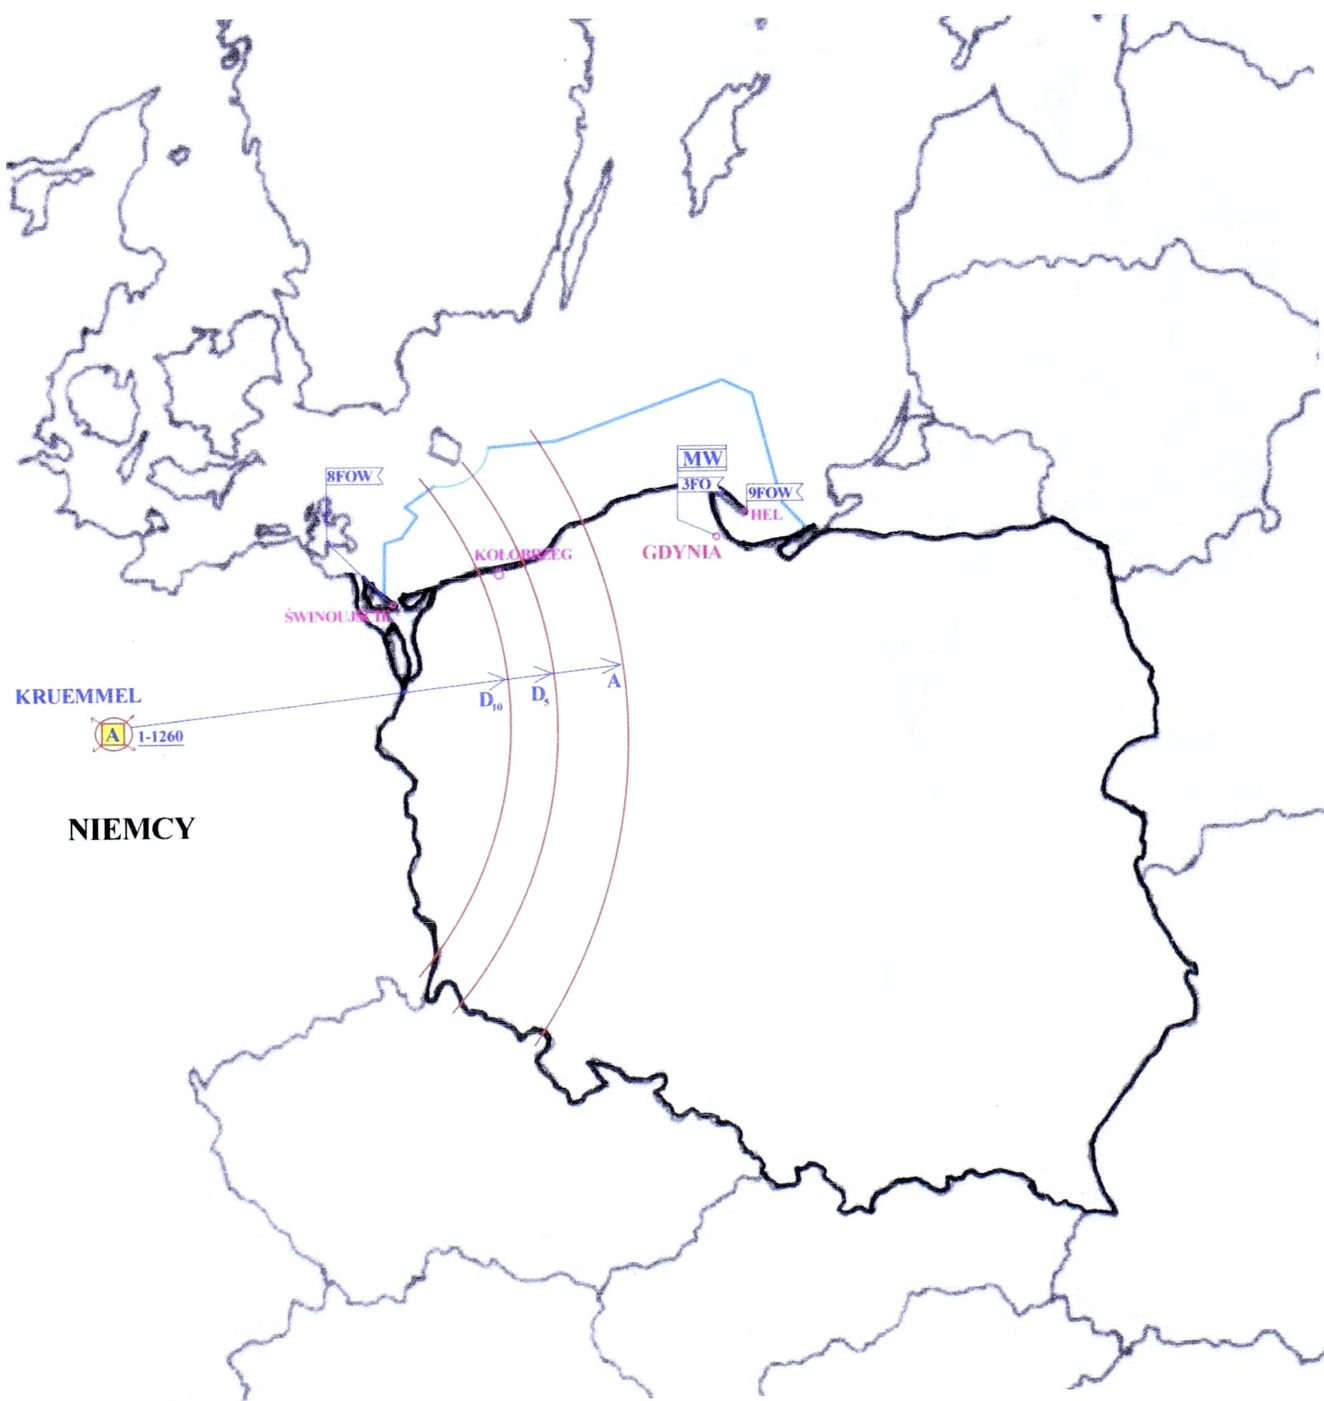 MW
8FOW
3FO
9FOW
HEL
GDYNIA
KOŁOBRZEG
ŚWINOUJŚCIE
KRUEMMEL
A
1-1260
D₁₀
D₅
A
NIEMCY